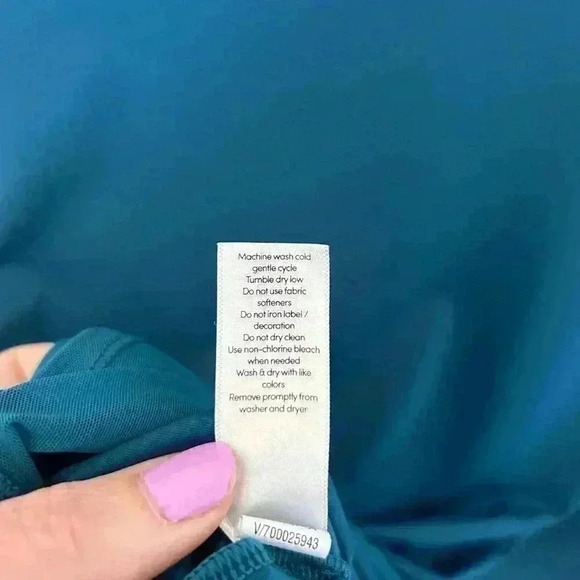 Machine wash cold
gentle cycle
Tumble dry low
Do not use fabric
softeners
Do not iron label /
decoration
Do not dry clean
Use non-chlorine bleach
when needed
Wash & dry with like
colors
Remove promptly from
washer and dryer
V/700025943